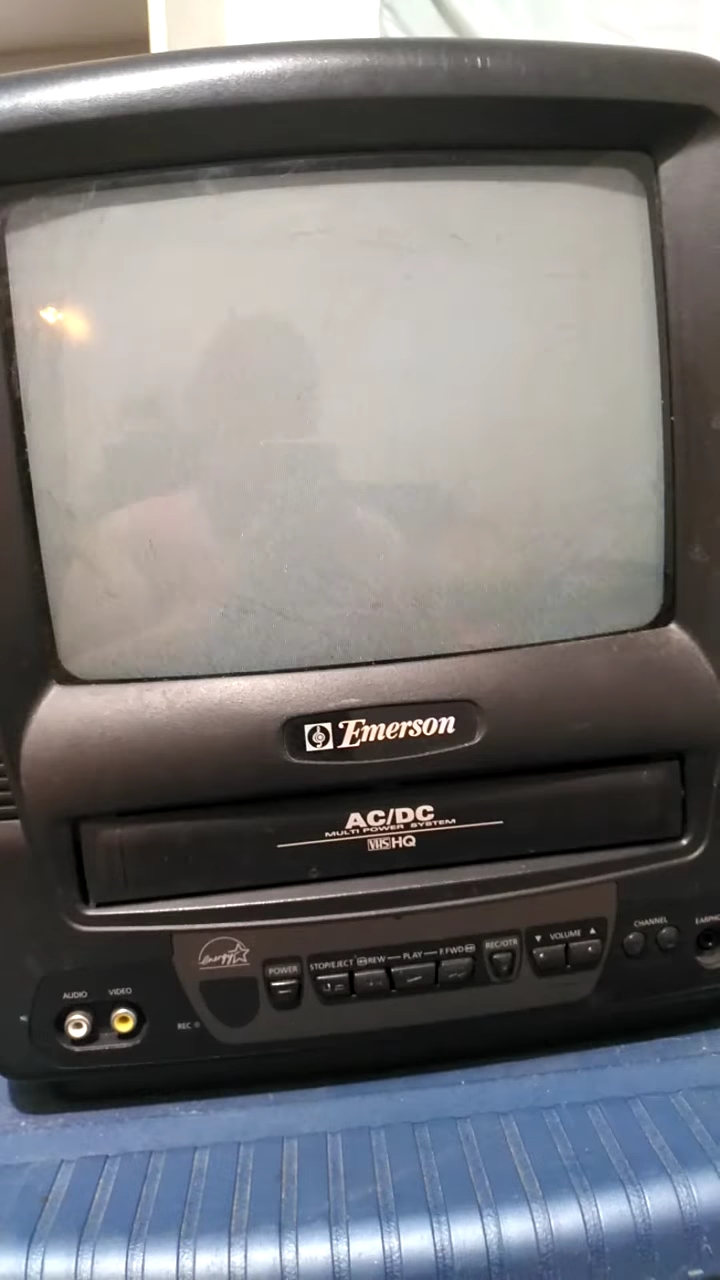 Emerson
AC/DC
MULTI POWER SYSTEM
VHS HQ
energy
POWER
STOP/EJECT
REW
PLAY
F.FWD
REC/OTR
VOLUME
CHANNEL
AUDIO
VIDEO
REC